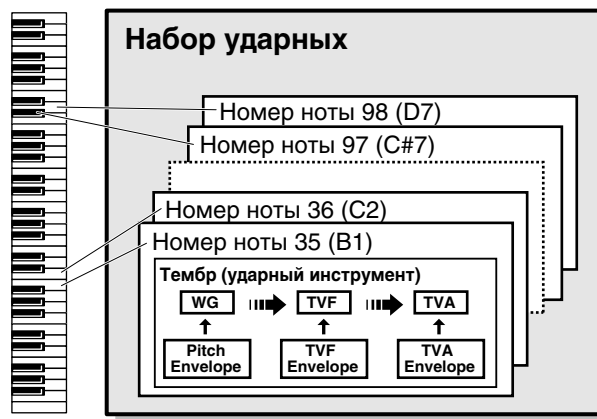 Набор ударных
Номер ноты 98 (D7)
Номер ноты 97 (C#7)
Номер ноты 36 (C2)
Номер ноты 35 (B1)
Тембр (ударный инструмент)
WG TVF TVA
Pitch Envelope
TVF Envelope
TVA Envelope